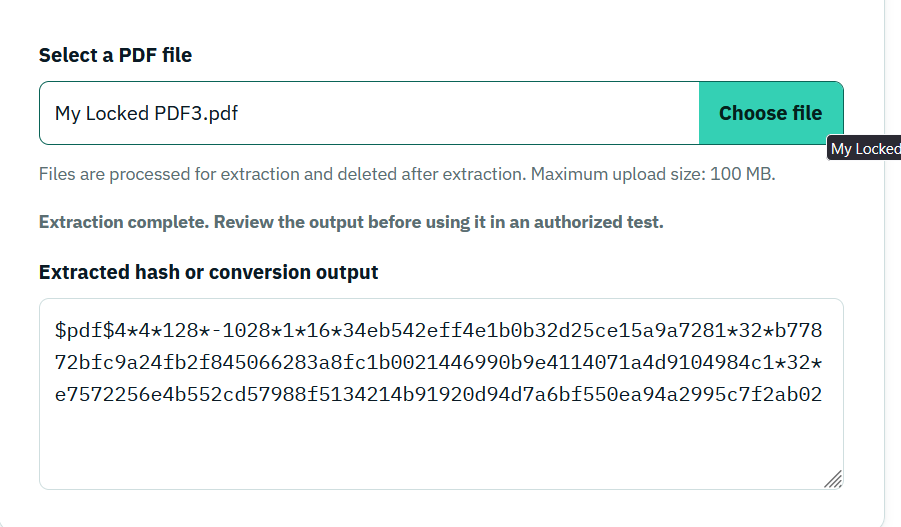 Select a PDF file
My Locked PDF3.pdf
Choose file
My Locked
Files are processed for extraction and deleted after extraction. Maximum upload size: 100 MB.
Extraction complete. Review the output before using it in an authorized test.
Extracted hash or conversion output
$pdf$4*4*128*-1028*1*16*34eb542eff4e1b0b32d25ce15a9a7281*32*b778
72bfc9a24fb2f845066283a8fc1b0021446990b9e4114071a4d9104984c1*32*
e7572256e4b552cd57988f5134214b91920d94d7a6bf550ea94a2995c7f2ab02